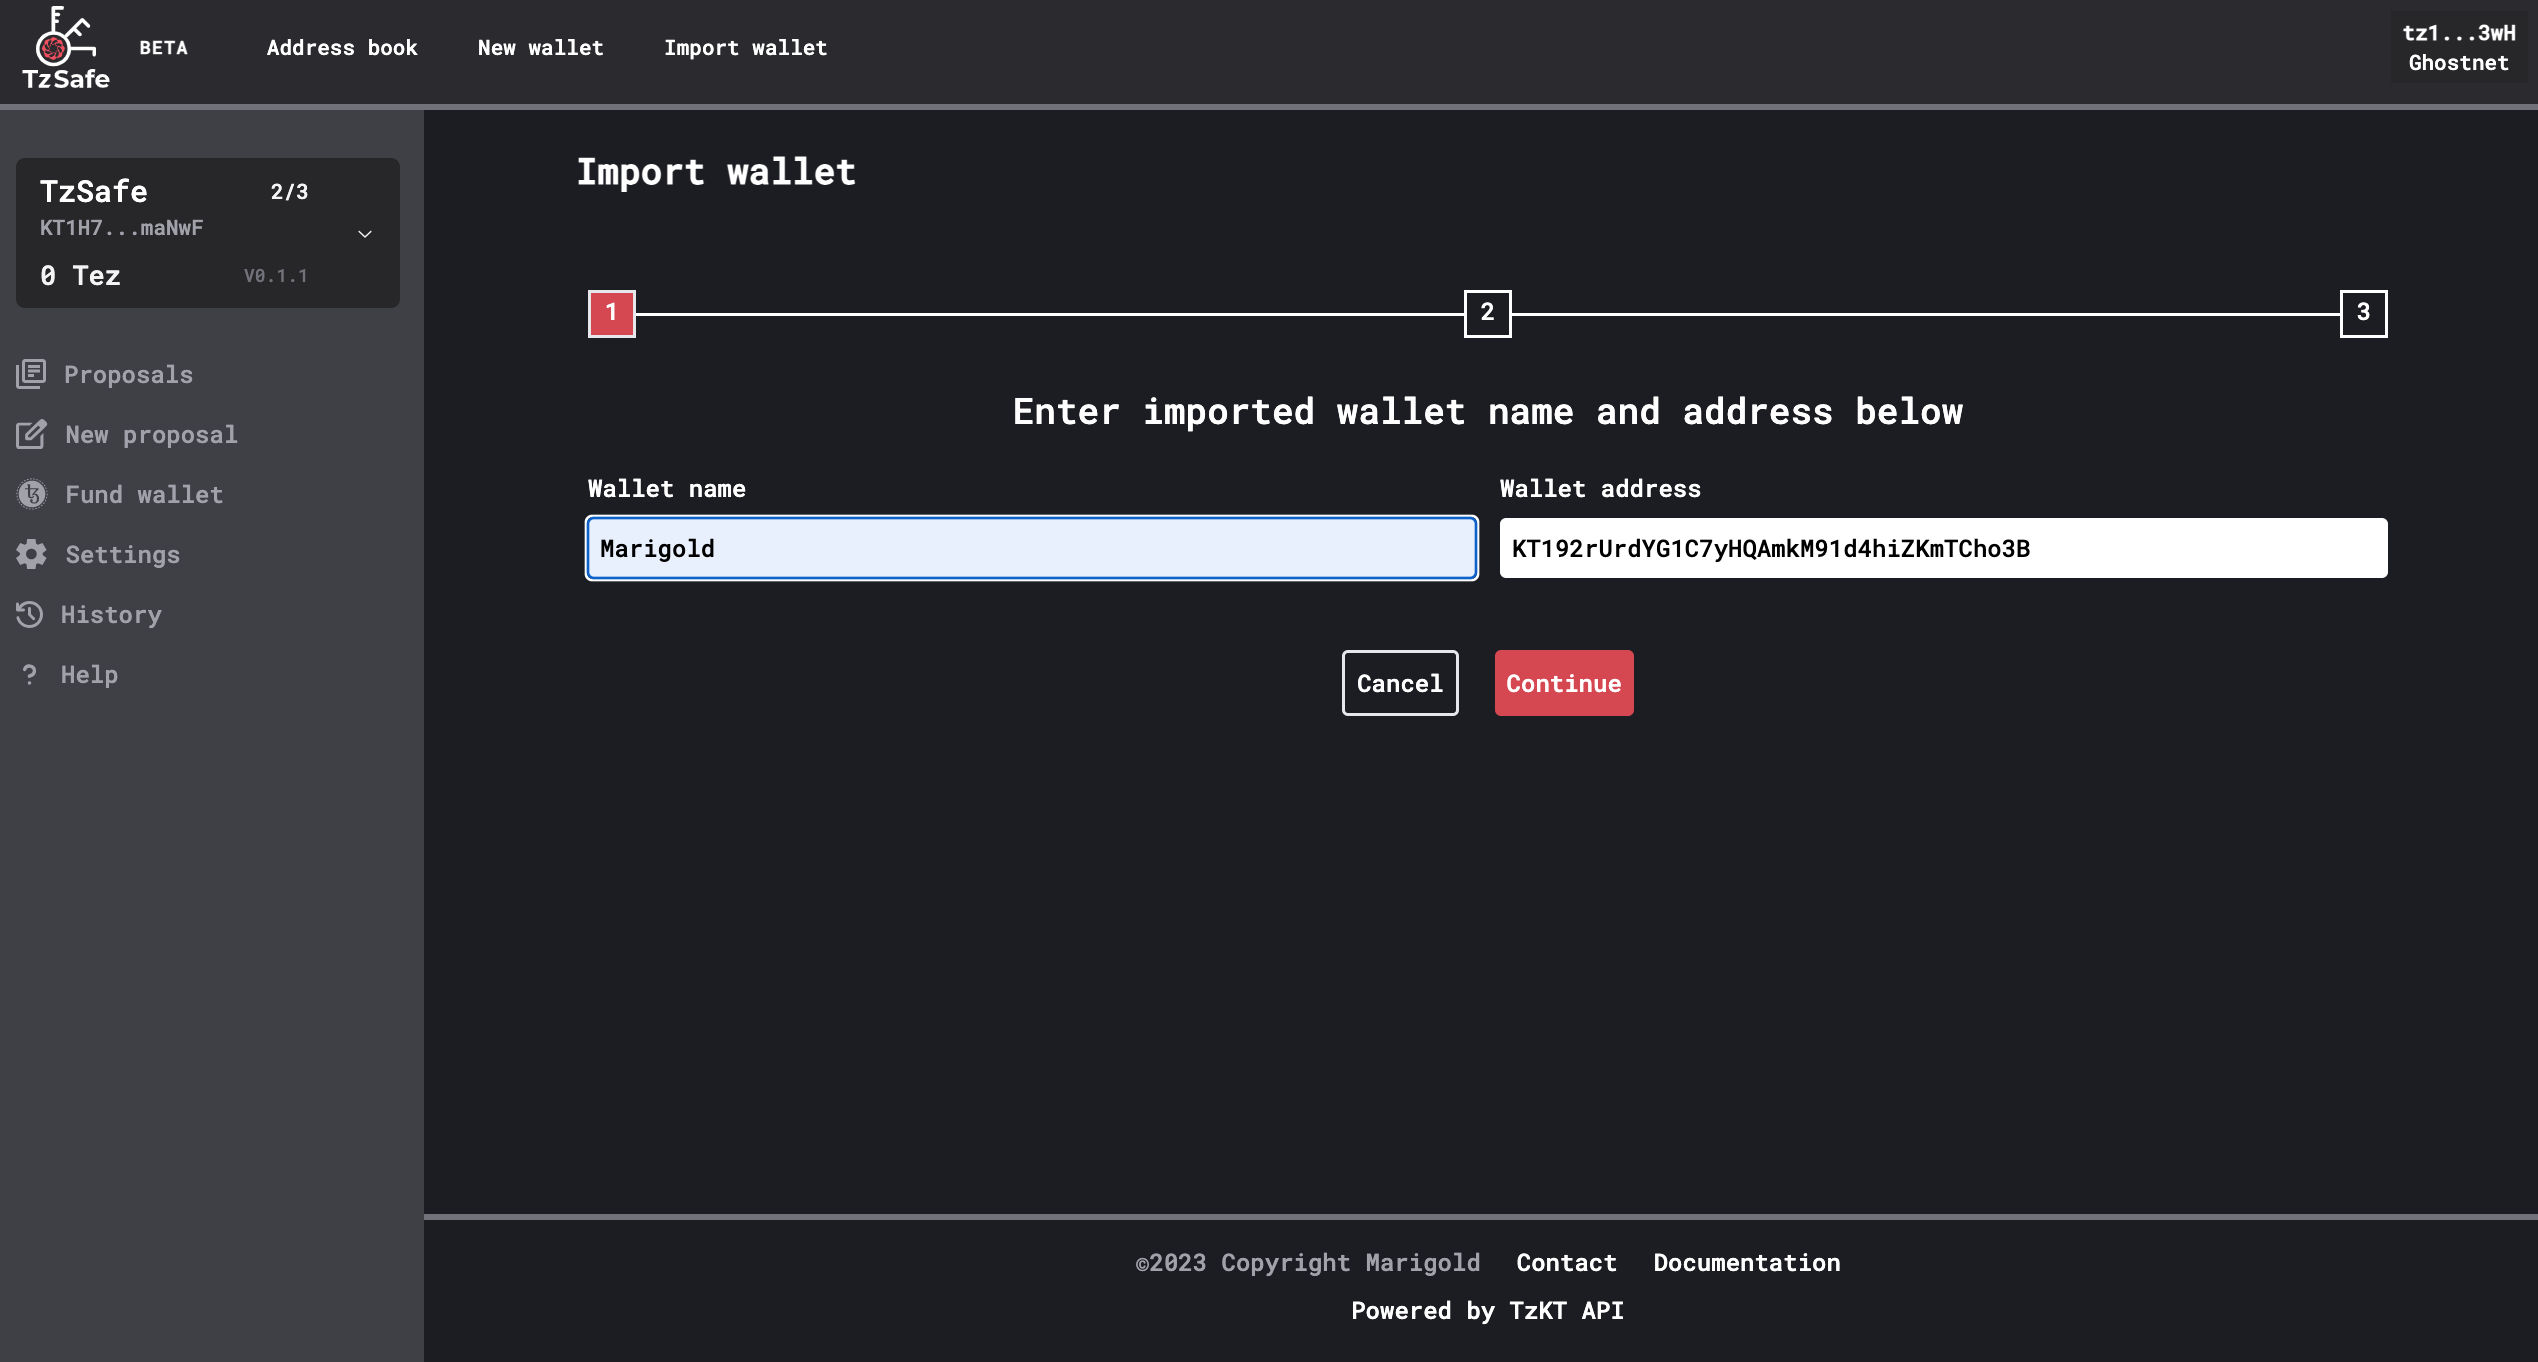 TzSafe
BETA
Address book
New wallet
Import wallet
tz1...3wH
Ghostnet
TzSafe 2/3
KT1H7...maNwF
0 Tez V0.1.1
Proposals
New proposal
Fund wallet
Settings
History
? Help
Import wallet
1 2 3
Enter imported wallet name and address below
Wallet name Wallet address
Marigold KT192rUrdYG1C7yHQAmkM91d4hiZKmTCho3B
Cancel Continue
©2023 Copyright Marigold Contact Documentation
Powered by TzKT API